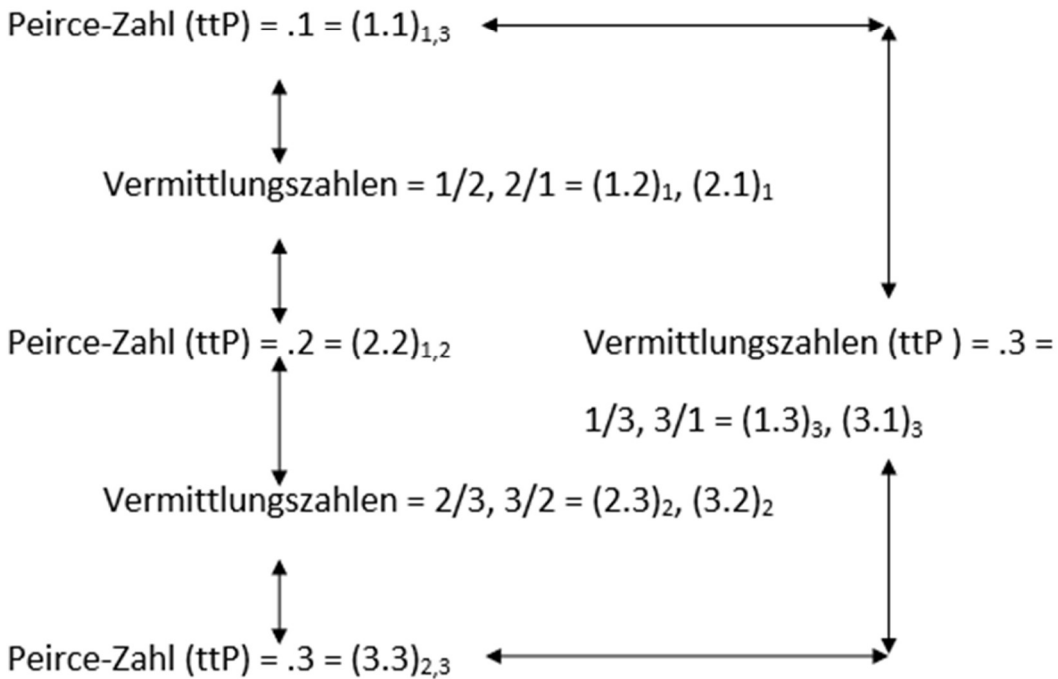 Peirce-Zahl (ttP) = .1 = (1.1)₁,₃
Vermittlungszahlen = 1/2, 2/1 = (1.2)₁, (2.1)₁
Peirce-Zahl (ttP) = .2 = (2.2)₁,₂
Vermittlungszahlen (ttP ) = .3 =
1/3, 3/1 = (1.3)₃, (3.1)₃
Vermittlungszahlen = 2/3, 3/2 = (2.3)₂, (3.2)₂
Peirce-Zahl (ttP) = .3 = (3.3)₂,₃